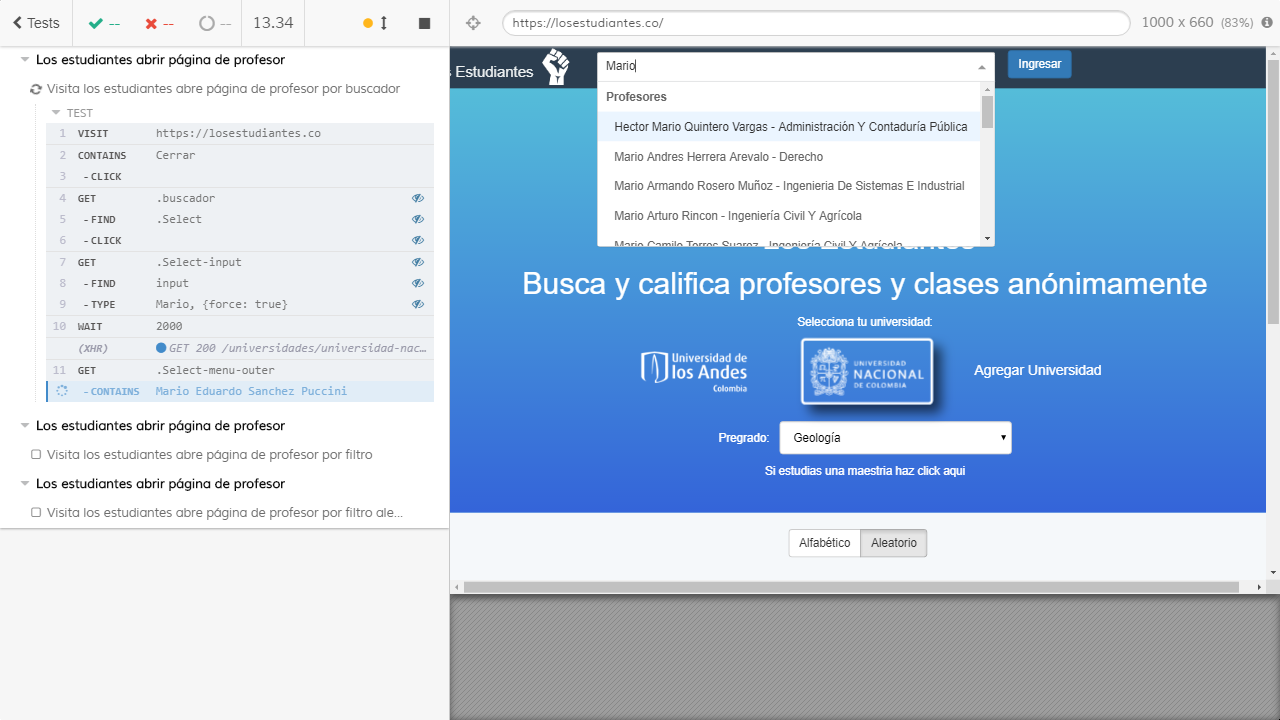 Tests -- -- -- 13.34
https://losestudiantes.co/ 1000 x 660 (83%)
Los estudiantes abrir página de profesor
Visita los estudiantes abre página de profesor por buscador
TEST
1 VISIT https://losestudiantes.co
2 CONTAINS Cerrar
3 - CLICK
4 GET .buscador
5 - FIND .Select
6 - CLICK
7 GET .Select-input
8 - FIND input
9 - TYPE Mario, {force: true}
10 WAIT 2000
(XHR) GET 200 /universidades/universidad-nac...
11 GET .Select-menu-outer
- CONTAINS Mario Eduardo Sanchez Puccini
Los estudiantes abrir página de profesor
Visita los estudiantes abre página de profesor por filtro
Los estudiantes abrir página de profesor
Visita los estudiantes abre página de profesor por filtro ale...
s Estudiantes
Mario
Ingresar
Profesores
Hector Mario Quintero Vargas - Administración Y Contaduría Pública
Mario Andres Herrera Arevalo - Derecho
Mario Armando Rosero Muñoz - Ingenieria De Sistemas E Industrial
Mario Arturo Rincon - Ingeniería Civil Y Agrícola
Mario Camilo Torres Suarez - Ingeniería Civil Y Agrícola
Los Estudiantes
Busca y califica profesores y clases anónimamente
Selecciona tu universidad:
Universidad de
los Andes
Colombia
UNIVERSIDAD
NACIONAL
DE COLOMBIA
Agregar Universidad
Pregrado: Geología
Si estudias una maestria haz click aqui
Alfabético Aleatorio